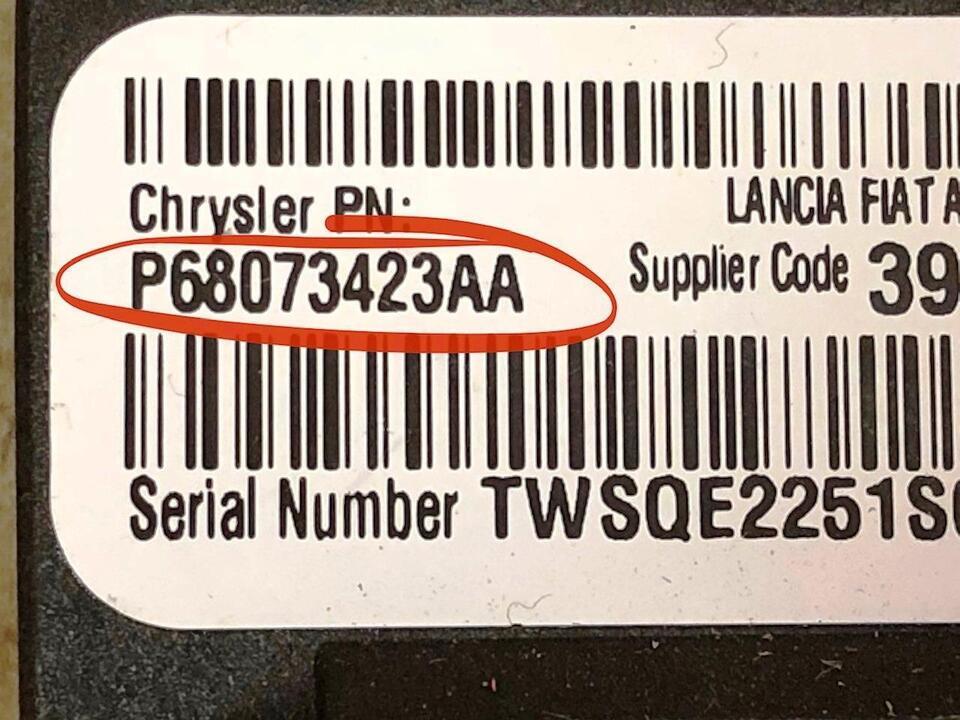 Chrysler PN:
LANCIA FIAT
P68073423AA
Supplier Code 39
Serial Number TWSQE2251S